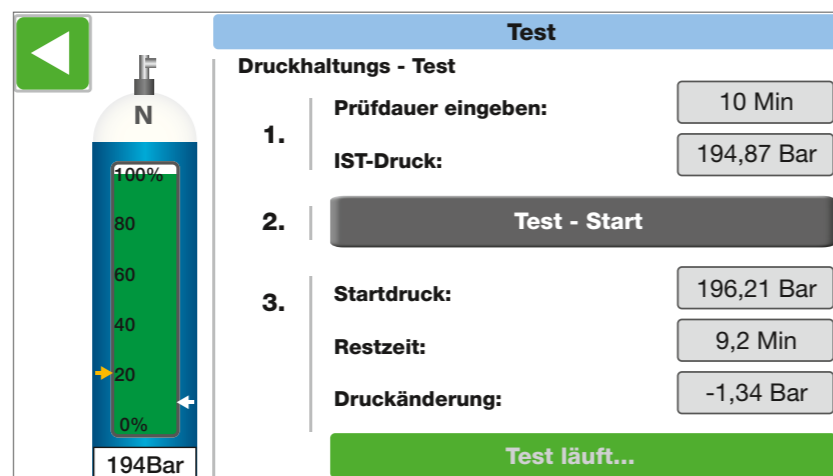 Test
Druckhaltungs - Test
N
100%
80
60
40
20
0%
194Bar
1.
Prüfdauer eingeben: 10 Min
IST-Druck: 194,87 Bar
2.
Test - Start
3.
Startdruck: 196,21 Bar
Restzeit: 9,2 Min
Druckänderung: -1,34 Bar
Test läuft...